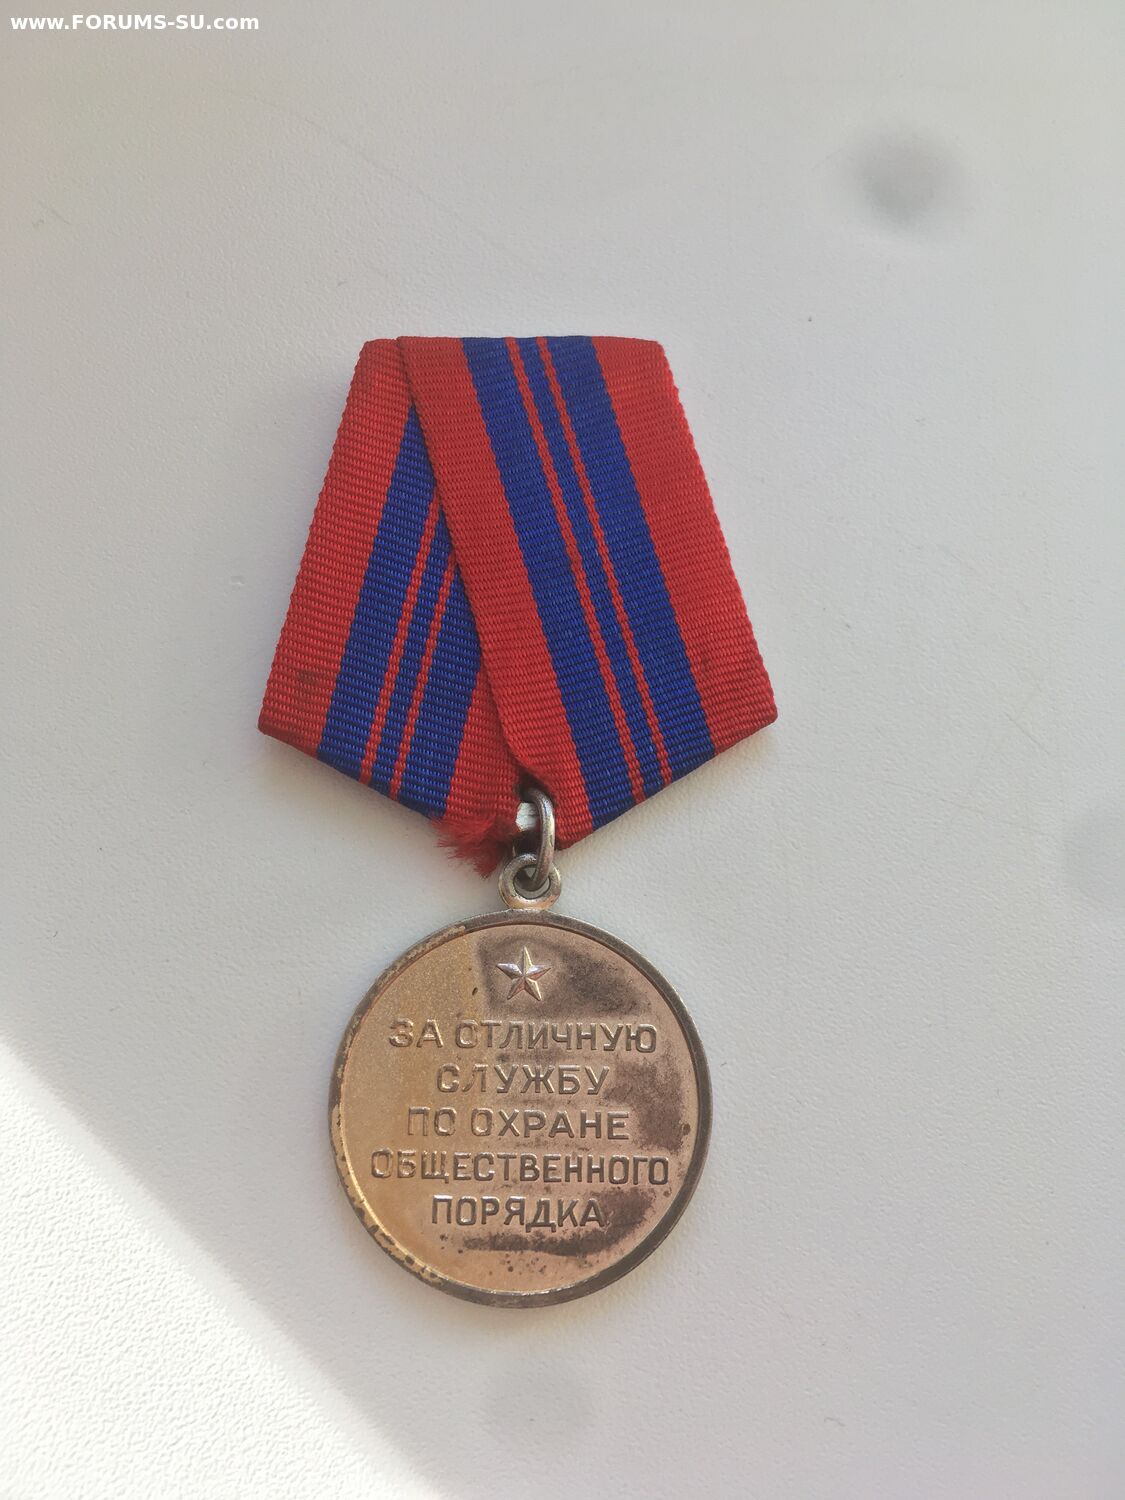 www.FORUMS-SU.com
ЗА ОТЛИЧНУЮ
СЛУЖБУ
ПО ОХРАНЕ
ОБЩЕСТВЕННОГО
ПОРЯДКА